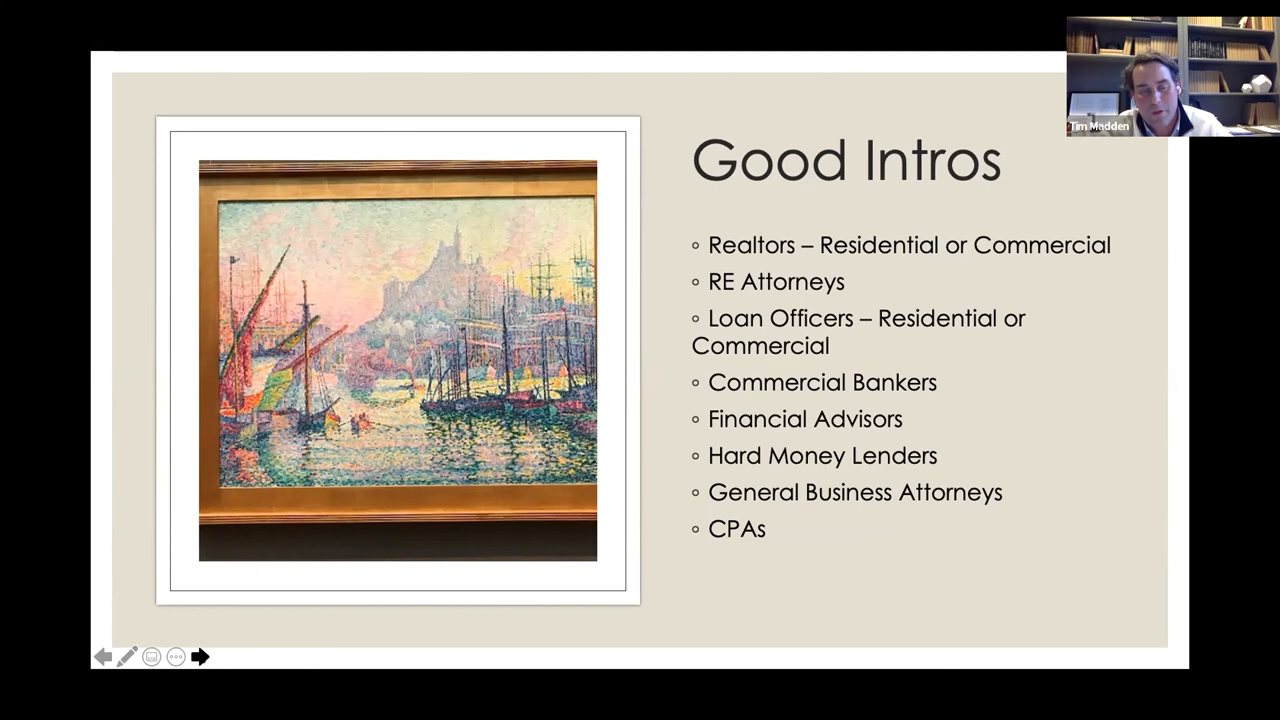 Tim Madden
Good Intros
◦ Realtors – Residential or Commercial
◦ RE Attorneys
◦ Loan Officers – Residential or
Commercial
◦ Commercial Bankers
◦ Financial Advisors
◦ Hard Money Lenders
◦ General Business Attorneys
◦ CPAs